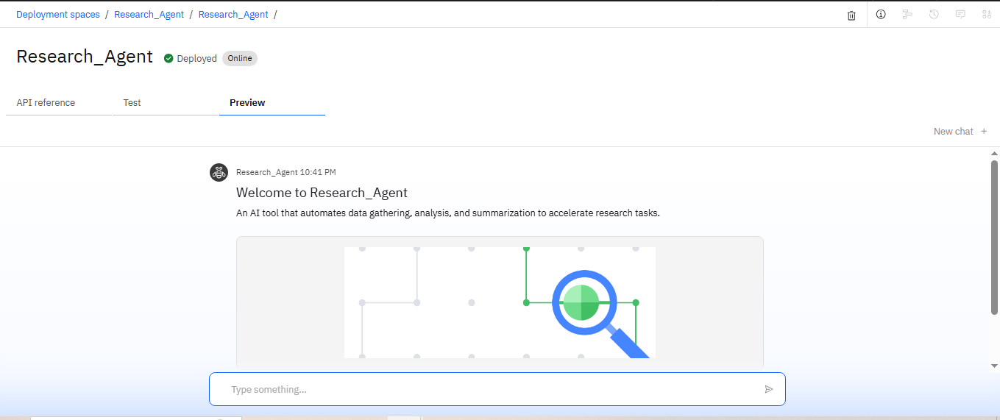 Deployment spaces / Research_Agent / Research_Agent /
Research_Agent Deployed Online
API reference Test Preview
New chat +
Research_Agent 10:41 PM
Welcome to Research_Agent
An AI tool that automates data gathering, analysis, and summarization to accelerate research tasks.
Type something...